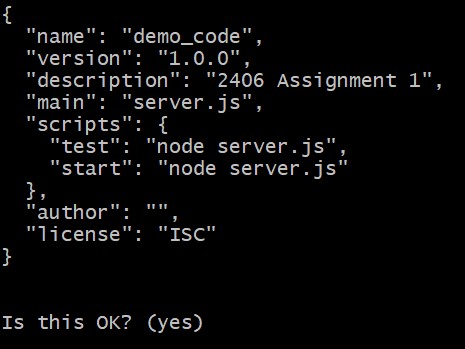 {
  "name": "demo_code",
  "version": "1.0.0",
  "description": "2406 Assignment 1",
  "main": "server.js",
  "scripts": {
    "test": "node server.js",
    "start": "node server.js"
  },
  "author": "",
  "license": "ISC"
}
Is this OK? (yes)